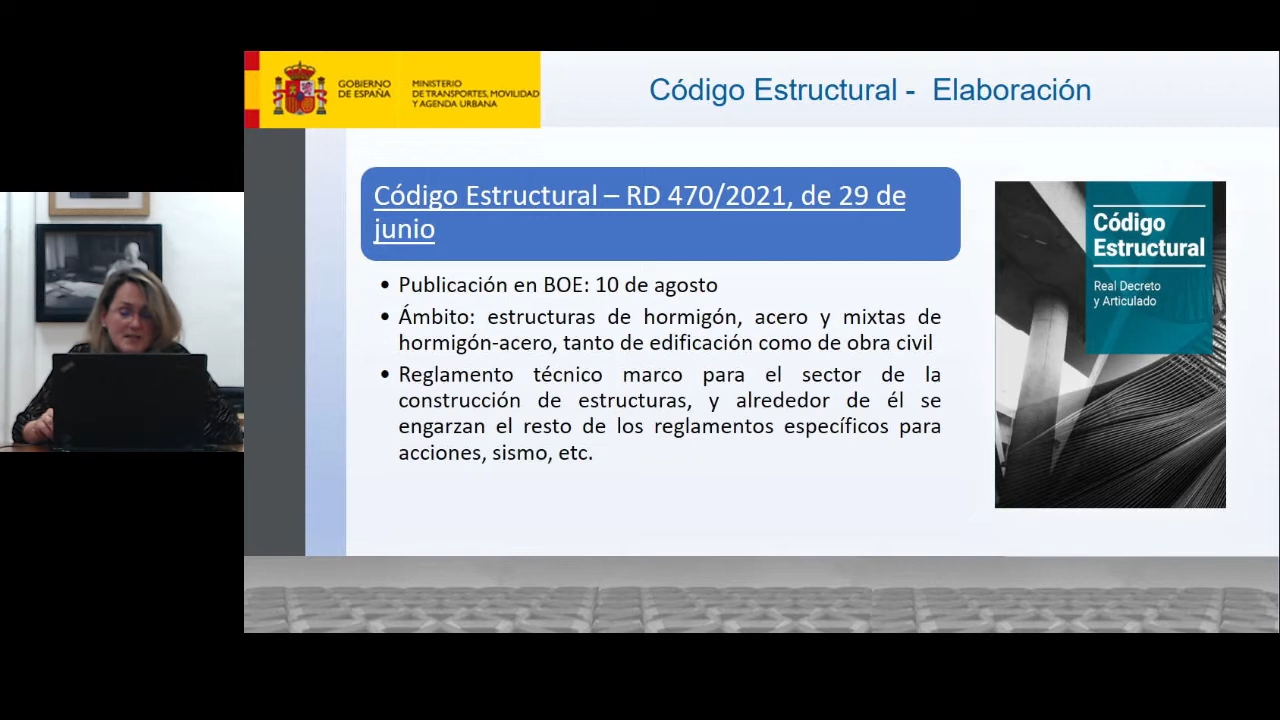 GOBIERNO
DE ESPAÑA
MINISTERIO
DE TRANSPORTES, MOVILIDAD
Y AGENDA URBANA
Código Estructural - Elaboración
Código Estructural – RD 470/2021, de 29 de
junio
• Publicación en BOE: 10 de agosto
• Ámbito: estructuras de hormigón, acero y mixtas de
hormigón-acero, tanto de edificación como de obra civil
• Reglamento técnico marco para el sector de la
construcción de estructuras, y alrededor de él se
engarzan el resto de los reglamentos específicos para
acciones, sismo, etc.
Código
Estructural
Real Decreto
y Articulado